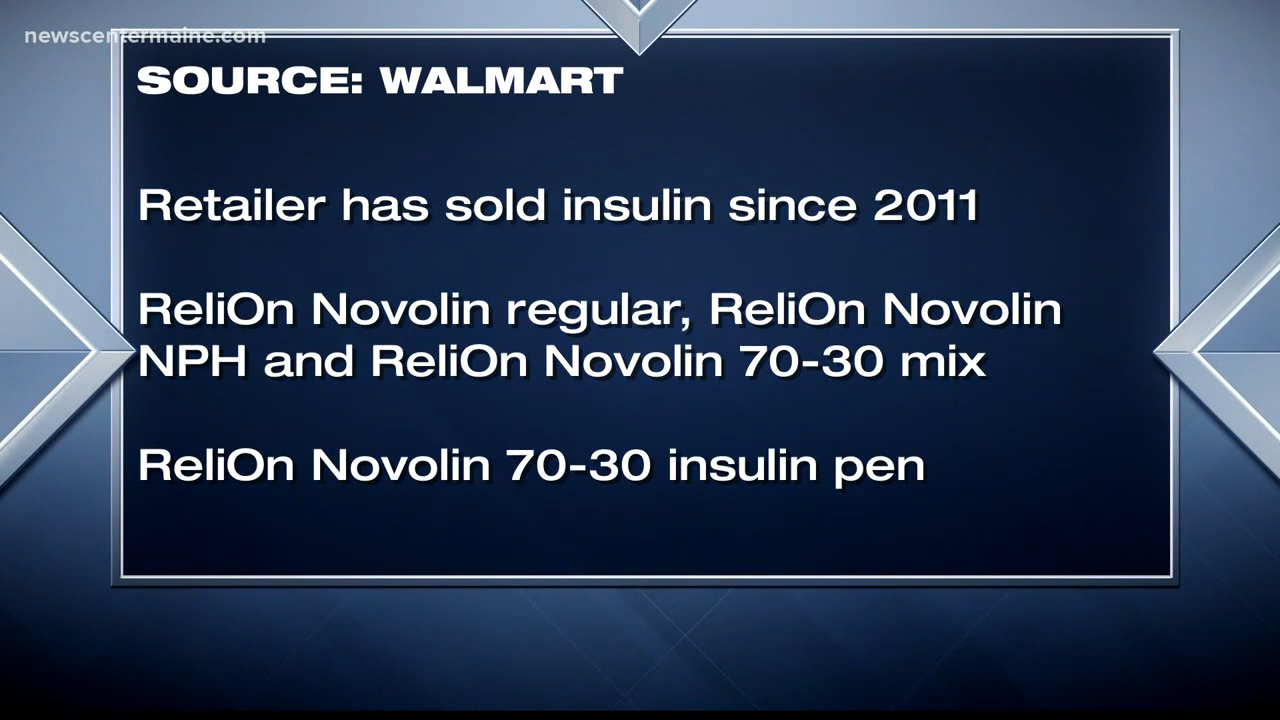 newscentermaine.com
SOURCE: WALMART
Retailer has sold insulin since 2011
ReliOn Novolin regular, ReliOn Novolin
NPH and ReliOn Novolin 70-30 mix
ReliOn Novolin 70-30 insulin pen